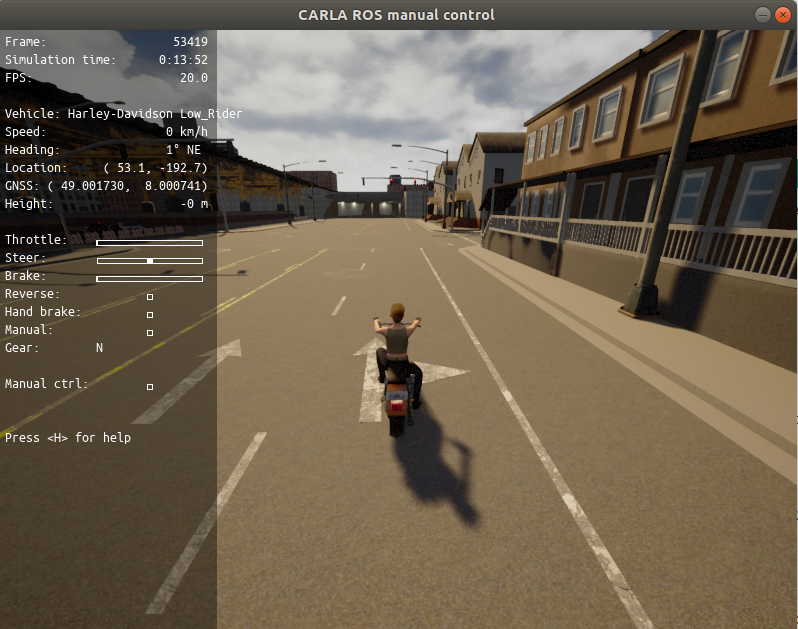 CARLA ROS manual control
Frame: 53419
Simulation time: 0:13:52
FPS: 20.0
Vehicle: Harley-Davidson Low_Rider
Speed: 0 km/h
Heading: 1° NE
Location: ( 53.1, -192.7)
GNSS: ( 49.001730, 8.000741)
Height: -0 m
Throttle:
Steer:
Brake:
Reverse:
Hand brake:
Manual:
Gear: N
Manual ctrl:
Press <H> for help